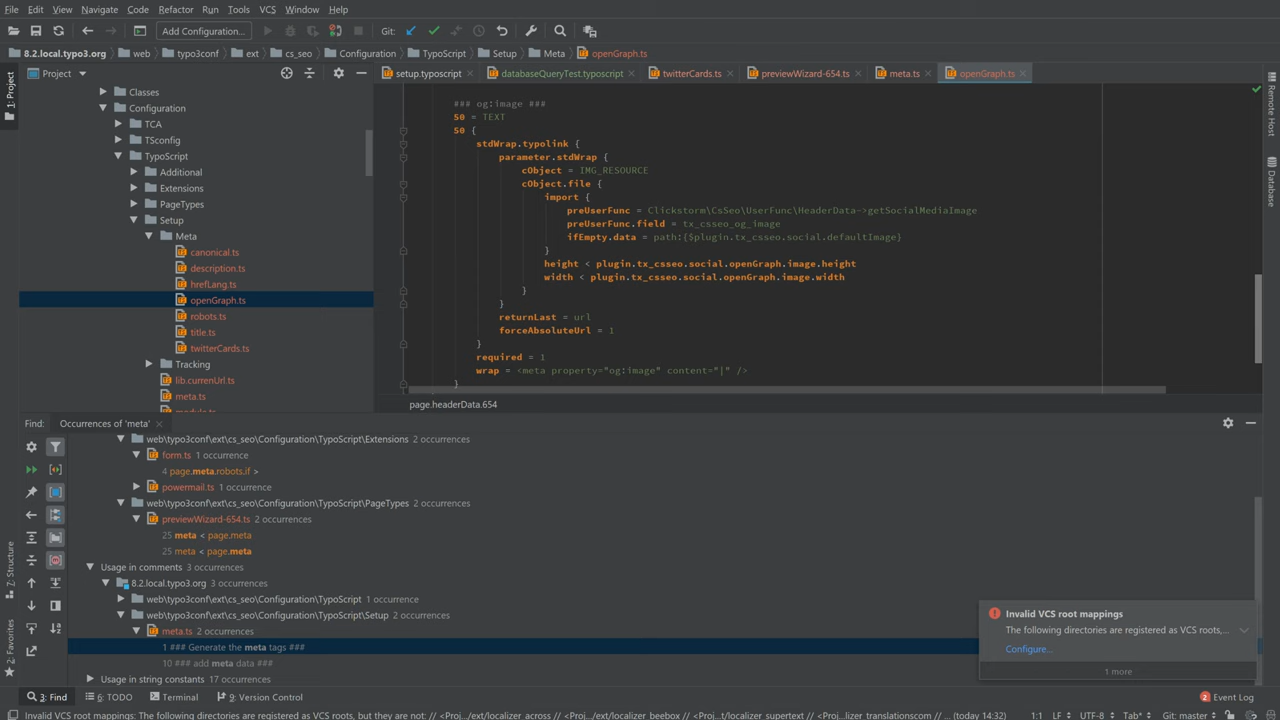 File Edit View Navigate Code Refactor Run Tools VCS Window Help
Add Configuration... Git:
8.2.local.typo3.org web typo3conf ext cs_seo Configuration TypoScript Setup Meta openGraph.ts
1: Project
Project
setup.typoscript databaseQueryTest.typoscript twitterCards.ts previewWizard-654.ts meta.ts openGraph.ts
Classes
Configuration
TCA
TSconfig
TypoScript
Additional
Extensions
PageTypes
Setup
Meta
canonical.ts
description.ts
hrefLang.ts
openGraph.ts
robots.ts
title.ts
twitterCards.ts
Tracking
lib.currenUrl.ts
meta.ts
module.ts
### og:image ###
50 = TEXT
50 {
stdWrap.typolink {
parameter.stdWrap {
cObject = IMG_RESOURCE
cObject.file {
import {
preUserFunc = Clickstorm\CsSeo\UserFunc\HeaderData->getSocialMediaImage
preUserFunc.field = tx_csseo_og_image
ifEmpty.data = path:{$plugin.tx_csseo.social.defaultImage}
}
height < plugin.tx_csseo.social.openGraph.image.height
width < plugin.tx_csseo.social.openGraph.image.width
}
}
returnLast = url
forceAbsoluteUrl = 1
}
required = 1
wrap = <meta property="og:image" content="|" />
}
page.headerData.654
Remote Host
Database
Find: Occurrences of 'meta'
web\typo3conf\ext\cs_seo\Configuration\TypoScript\Extensions 2 occurrences
form.ts 1 occurrence
4 page.meta.robots.if >
powermail.ts 1 occurrence
web\typo3conf\ext\cs_seo\Configuration\TypoScript\PageTypes 2 occurrences
previewWizard-654.ts 2 occurrences
25 meta < page.meta
25 meta < page.meta
Usage in comments 3 occurrences
8.2.local.typo3.org 3 occurrences
web\typo3conf\ext\cs_seo\Configuration\TypoScript 1 occurrence
web\typo3conf\ext\cs_seo\Configuration\TypoScript\Setup 2 occurrences
meta.ts 2 occurrences
1 ### Generate the meta tags ###
10 ### add meta data ###
Usage in string constants 17 occurrences
Z: Structure
2: Favorites
Invalid VCS root mappings
The following directories are registered as VCS roots,...
Configure...
1 more
3: Find 6: TODO Terminal 9: Version Control 2 Event Log
Invalid VCS root mappings: The following directories are registered as VCS roots, but they are not: // <Proj.../ext/localizer_across // <Proj.../ext/localizer_beebox // <Proj...t/localizer_supertext // <Proj...lizer_translationscom // ... (today 14:32) 1:1 LF UTF-8 Tab* Git: master